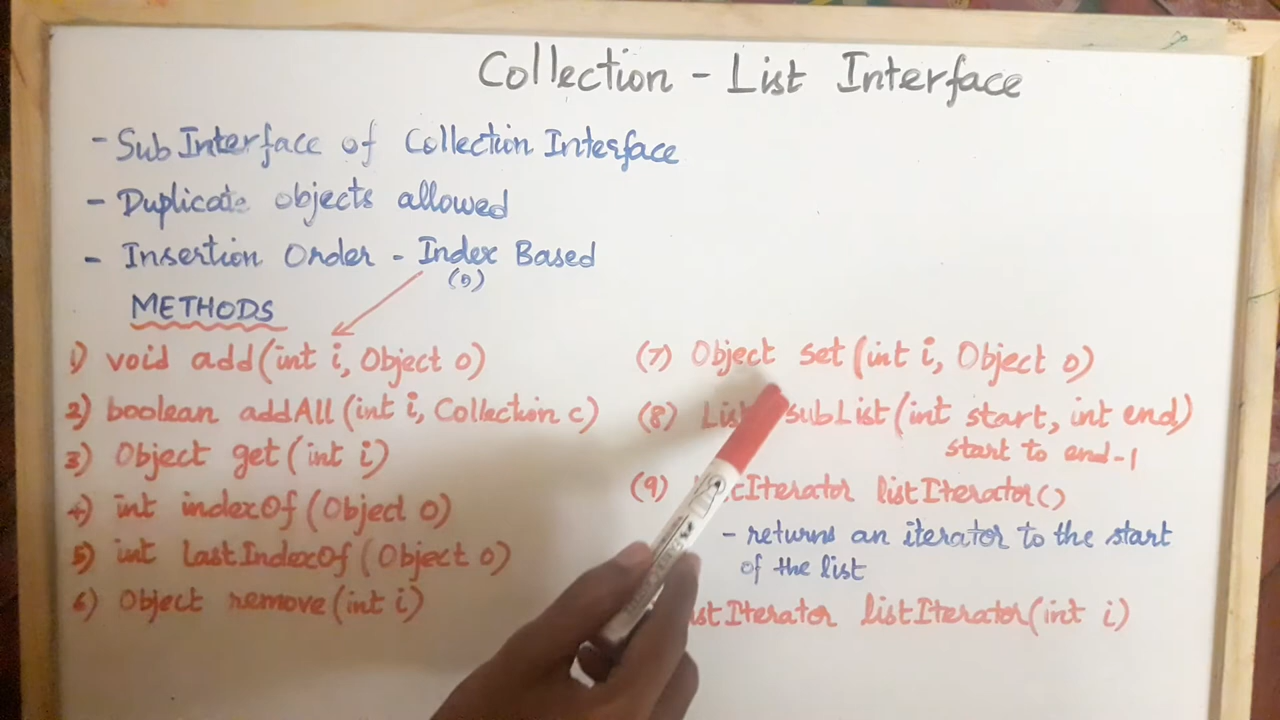 Collection - List Interface
- Sub Interface of Collection Interface
- Duplicate objects allowed
- Insertion Order - Index Based
(0)
METHODS
1) void add(int i, Object o)
2) boolean addAll(int i, Collection c)
3) Object get(int i)
4) int indexOf(Object o)
5) int lastIndexOf(Object o)
6) Object remove(int i)
(7) Object set(int i, Object o)
(8) List subList(int start, int end)
start to end-1
(9) ListIterator listIterator()
- returns an iterator to the start
of the list
listIterator(int i)